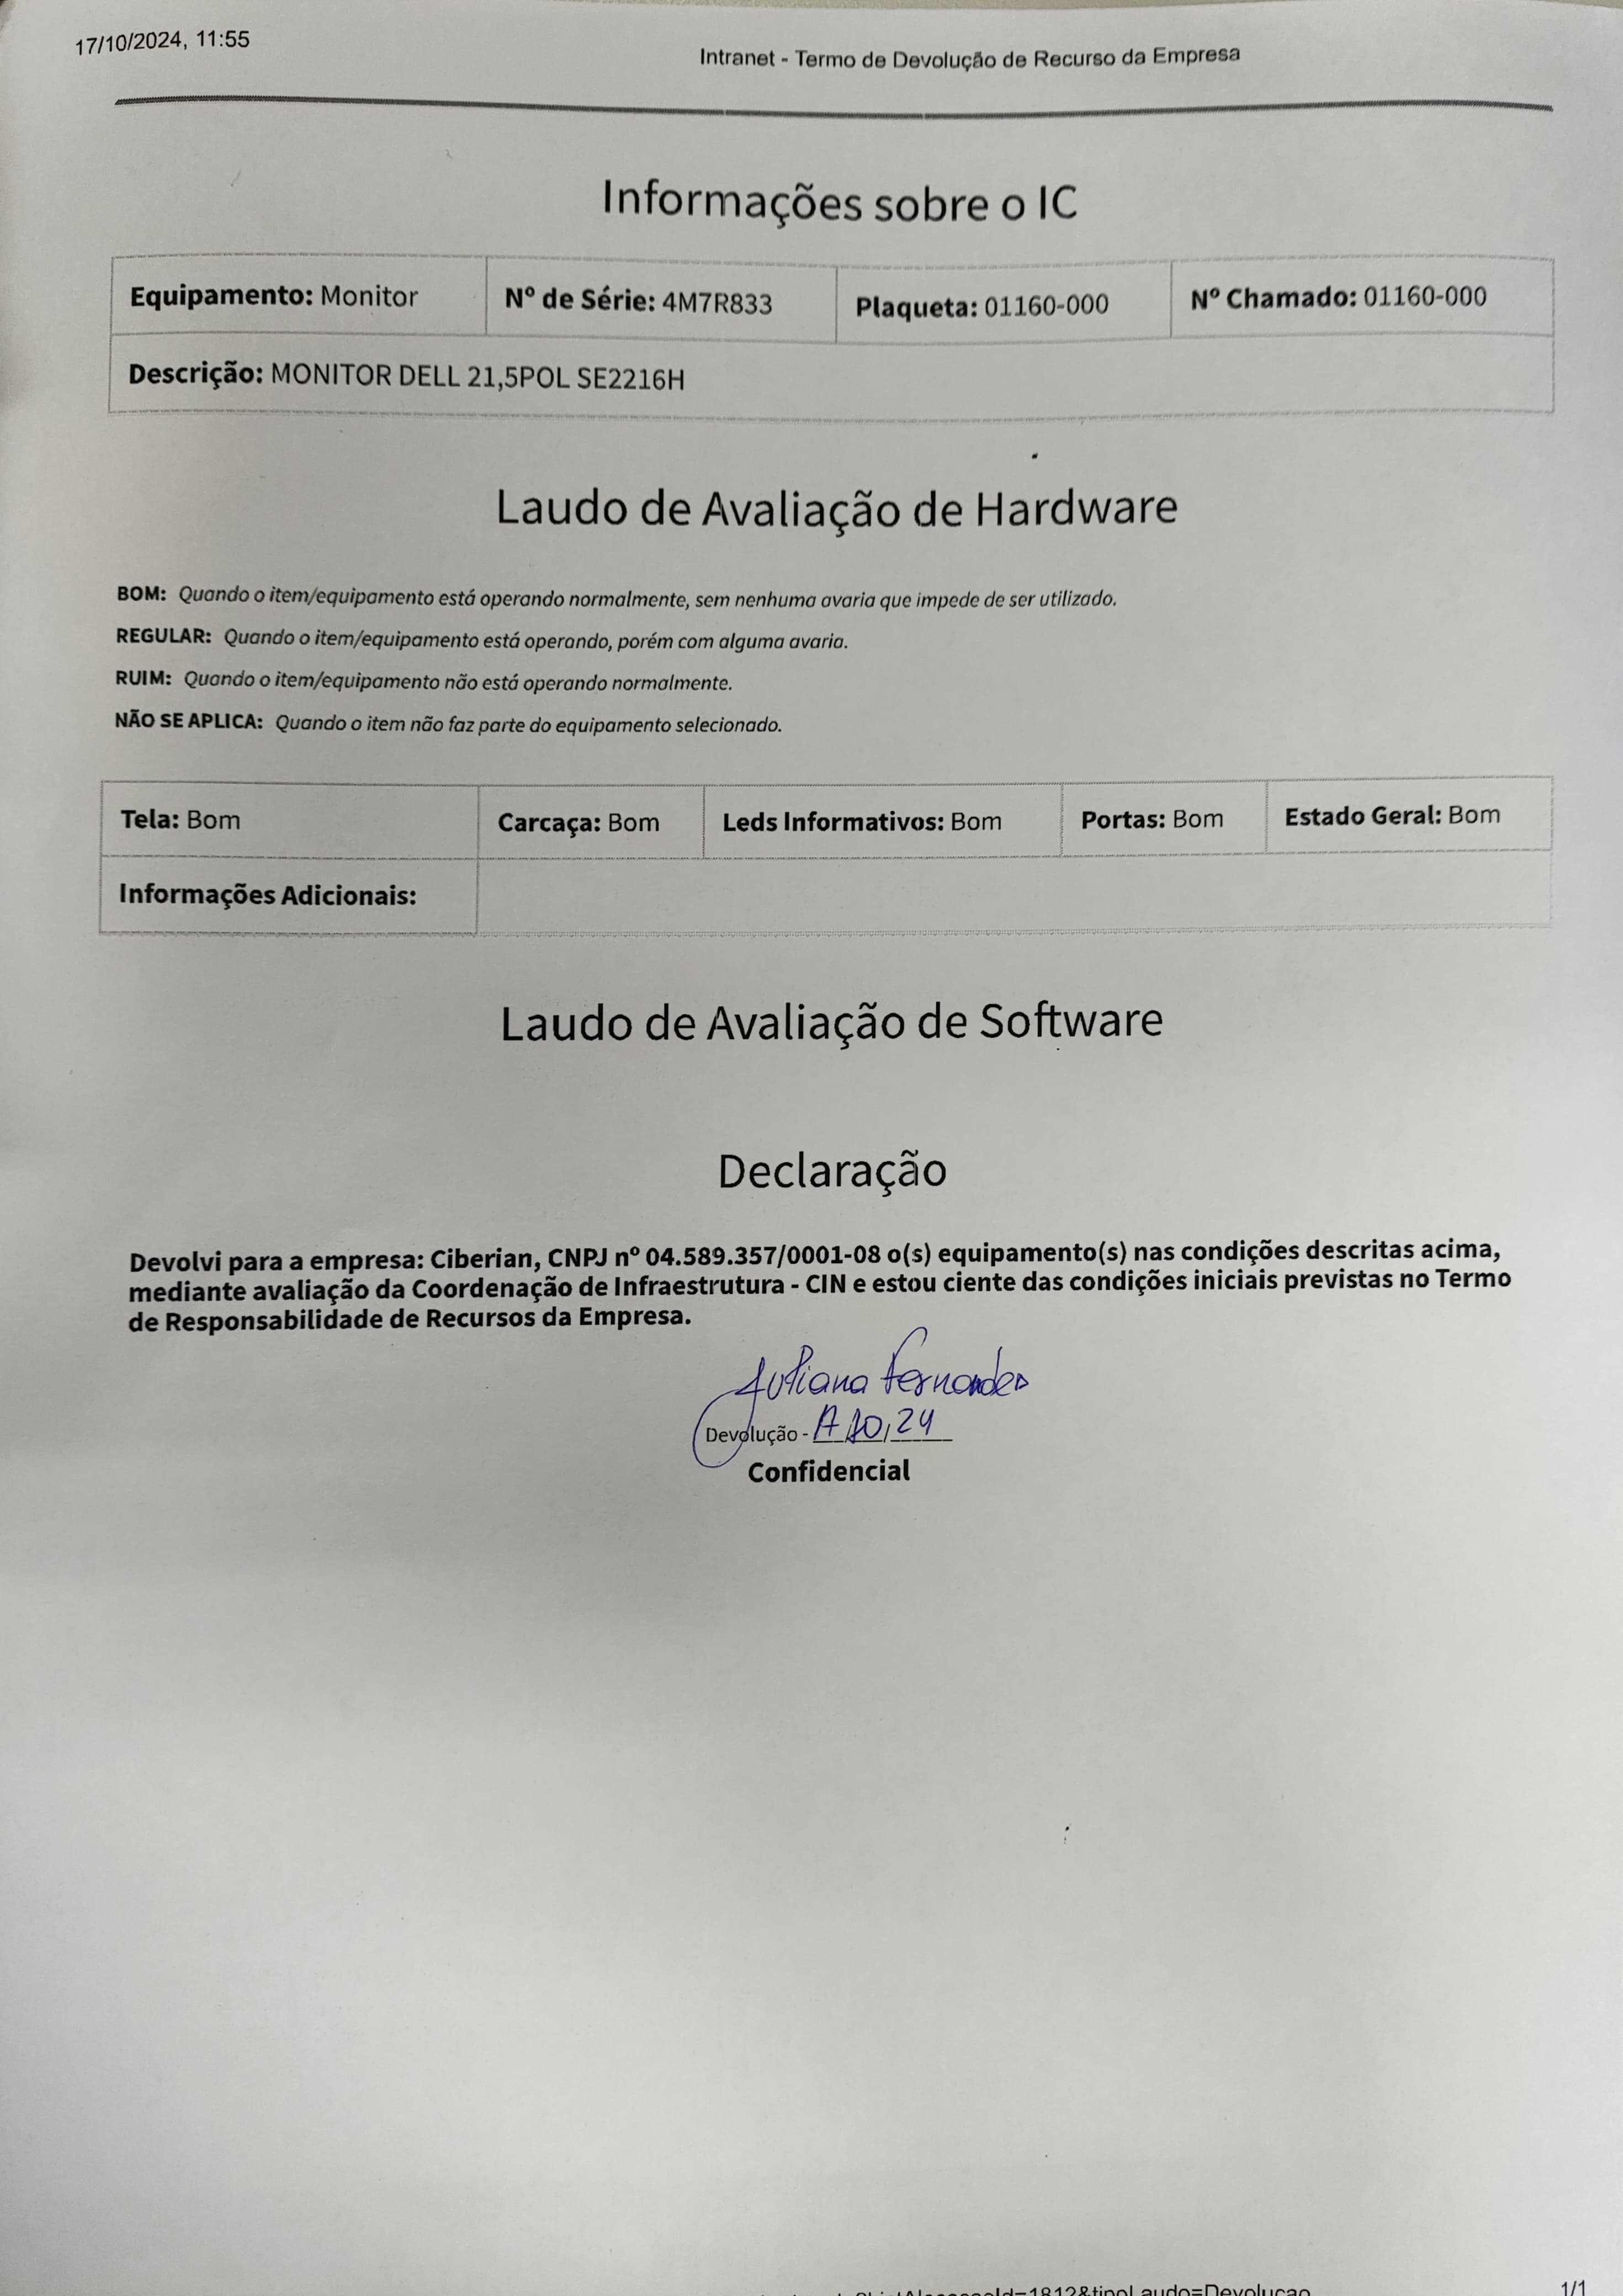 17/10/2024, 11:55
Intranet - Termo de Devolução de Recurso da Empresa
Informações sobre o IC
Equipamento: Monitor Nº de Série: 4M7R833 Plaqueta: 01160-000 Nº Chamado: 01160-000
Descrição: MONITOR DELL 21,5POL SE2216H
Laudo de Avaliação de Hardware
BOM: Quando o item/equipamento está operando normalmente, sem nenhuma avaria que impede de ser utilizado.
REGULAR: Quando o item/equipamento está operando, porém com alguma avaria.
RUIM: Quando o item/equipamento não está operando normalmente.
NÃO SE APLICA: Quando o item não faz parte do equipamento selecionado.
Tela: Bom Carcaça: Bom Leds Informativos: Bom Portas: Bom Estado Geral: Bom
Informações Adicionais:
Laudo de Avaliação de Software
Declaração
Devolvi para a empresa: Ciberian, CNPJ nº 04.589.357/0001-08 o(s) equipamento(s) nas condições descritas acima,
mediante avaliação da Coordenação de Infraestrutura - CIN e estou ciente das condições iniciais previstas no Termo
de Responsabilidade de Recursos da Empresa.
Juliana Fernandes
Devolução - 10,24
Confidencial
Id=1812&tipoLaudo=Devolucao 1/1